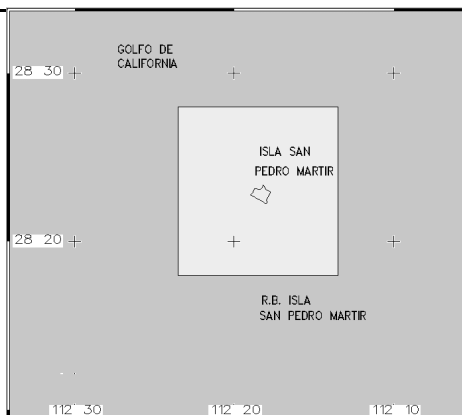 GOLFO DE
CALIFORNIA
28 30
ISLA SAN
PEDRO MARTIR
28 20
R.B. ISLA
SAN PEDRO MARTIR
112 30 112 20 112 10